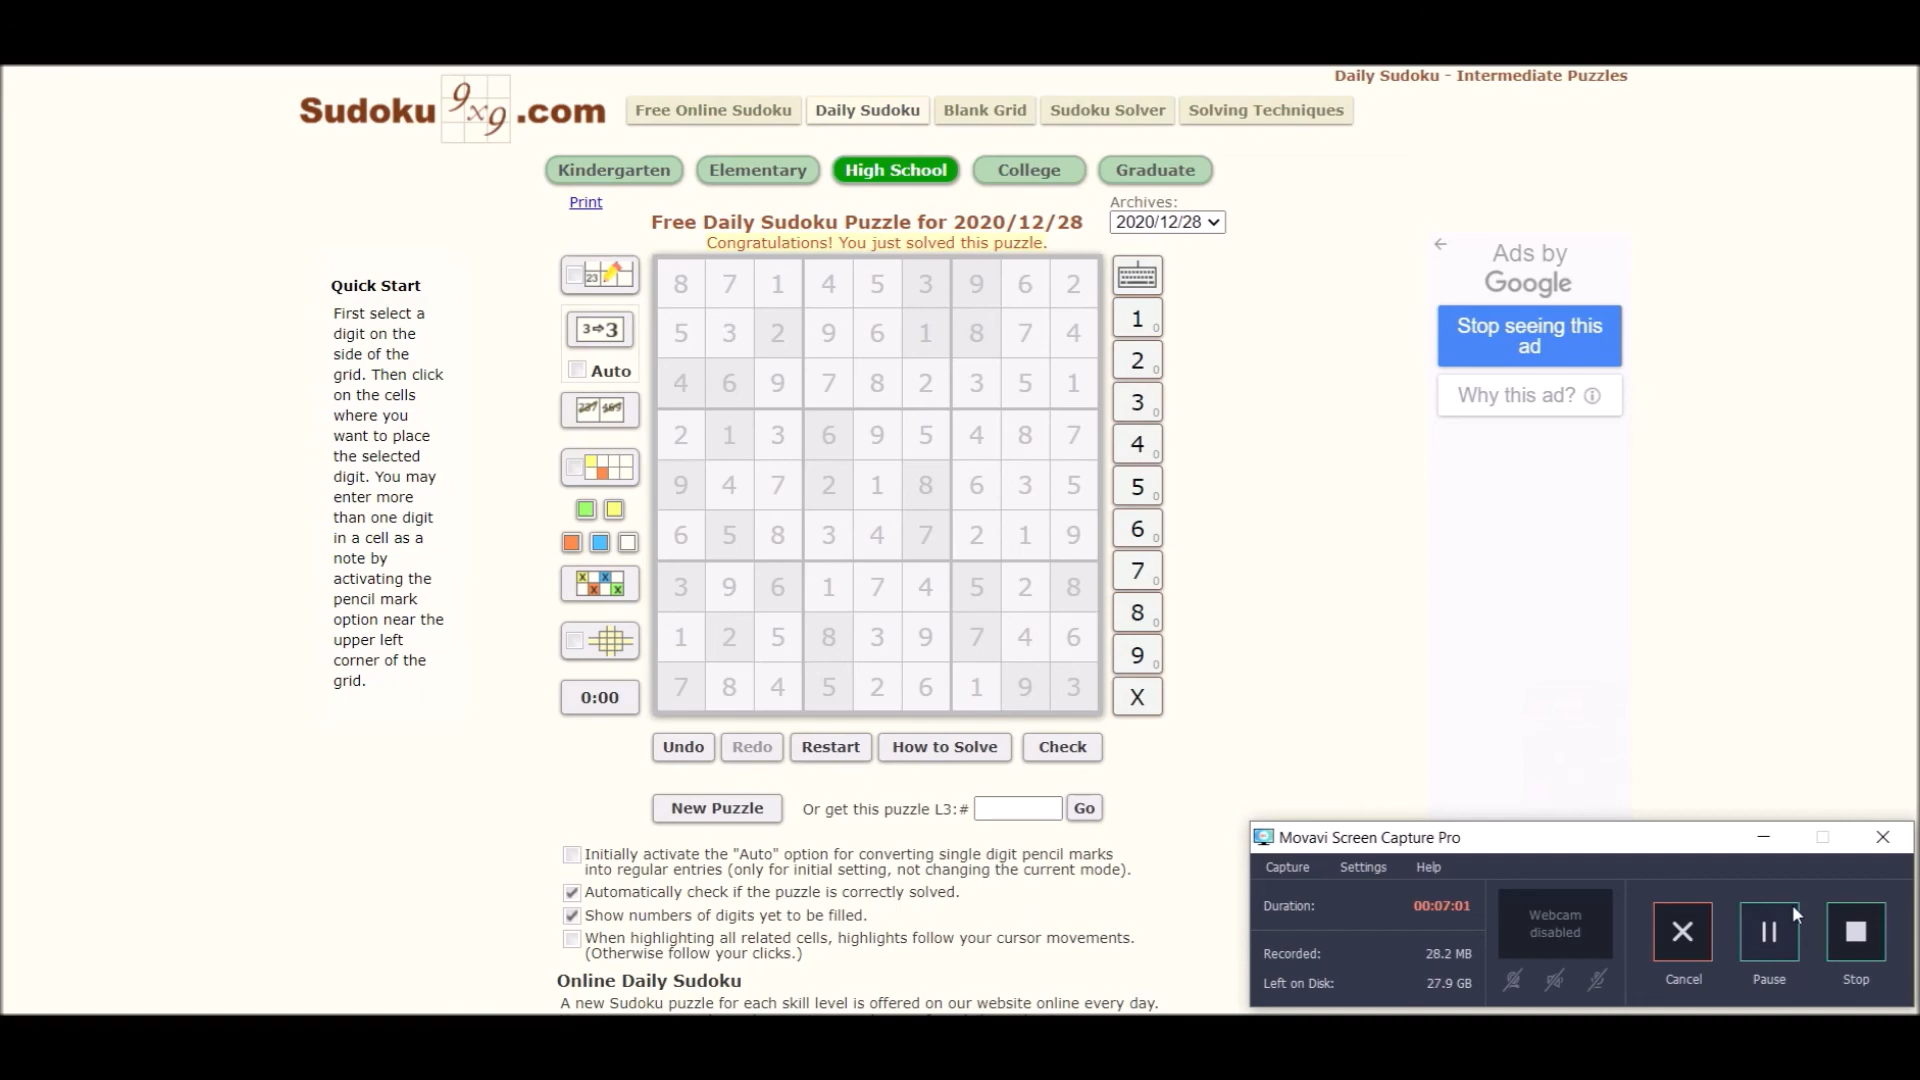 Daily Sudoku - Intermediate Puzzles
Sudoku 9x9 .com
Free Online Sudoku Daily Sudoku Blank Grid Sudoku Solver Solving Techniques
Kindergarten Elementary High School College Graduate
Print
Archives:
Free Daily Sudoku Puzzle for 2020/12/28
2020/12/28
Congratulations! You just solved this puzzle.
Quick Start
First select a
digit on the
side of the
grid. Then click
on the cells
where you
want to place
the selected
digit. You may
enter more
than one digit
in a cell as a
note by
activating the
pencil mark
option near the
upper left
corner of the
grid.
23
3⇨3
Auto
237 469
X X
X X
0:00
8 7 1 4 5 3 9 6 2
5 3 2 9 6 1 8 7 4
4 6 9 7 8 2 3 5 1
2 1 3 6 9 5 4 8 7
9 4 7 2 1 8 6 3 5
6 5 8 3 4 7 2 1 9
3 9 6 1 7 4 5 2 8
1 2 5 8 3 9 7 4 6
7 8 4 5 2 6 1 9 3
1 0
2 0
3 0
4 0
5 0
6 0
7 0
8 0
9 0
X
Ads by
Google
Stop seeing this
ad
Why this ad?
Undo Redo Restart How to Solve Check
New Puzzle Or get this puzzle L3:# Go
Initially activate the "Auto" option for converting single digit pencil marks
into regular entries (only for initial setting, not changing the current mode).
Automatically check if the puzzle is correctly solved.
Show numbers of digits yet to be filled.
When highlighting all related cells, highlights follow your cursor movements.
(Otherwise follow your clicks.)
Online Daily Sudoku
A new Sudoku puzzle for each skill level is offered on our website online every day.
Movavi Screen Capture Pro
Capture Settings Help
Duration: 00:07:01
Recorded: 28.2 MB
Left on Disk: 27.9 GB
Webcam
disabled
Cancel Pause Stop